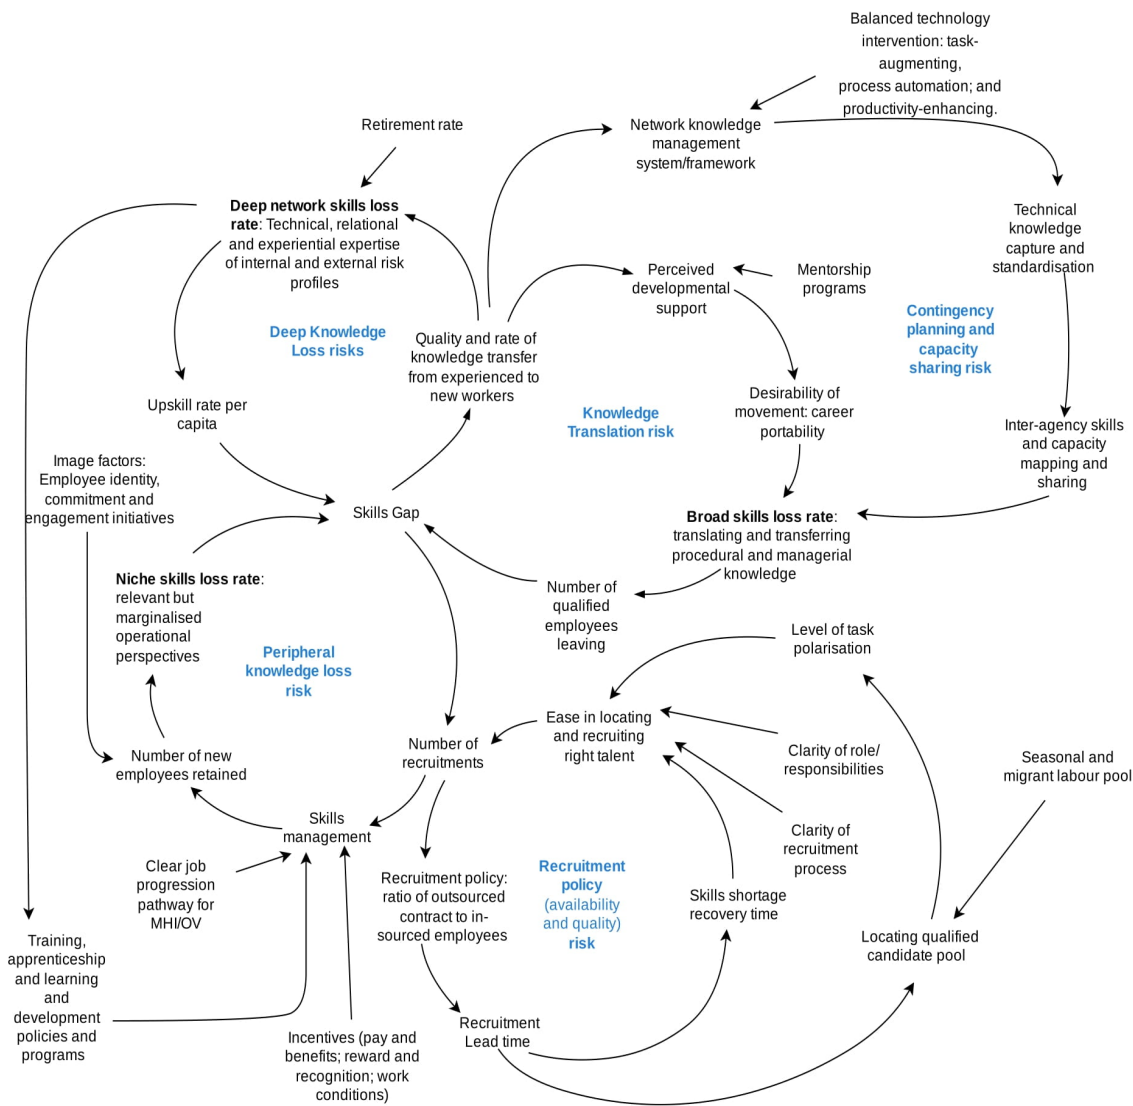 Balanced technology
intervention: task-
augmenting,
process automation; and
productivity-enhancing.
Retirement rate
Network knowledge
management
system/framework
Deep network skills loss
rate: Technical, relational
and experiential expertise
of internal and external risk
profiles
Technical
knowledge
capture and
standardisation
Perceived
developmental
support
Mentorship
programs
Deep Knowledge
Loss risks
Quality and rate of
knowledge transfer
from experienced to
new workers
Contingency
planning and
capacity
sharing risk
Upskill rate per
capita
Knowledge
Translation risk
Desirability of
movement: career
portability
Inter-agency skills
and capacity
mapping and
sharing
Image factors:
Employee identity,
commitment and
engagement initiatives
Skills Gap
Broad skills loss rate:
translating and transferring
procedural and managerial
knowledge
Niche skills loss rate:
relevant but
marginalised
operational
perspectives
Number of
qualified
employees
leaving
Peripheral
knowledge loss
risk
Level of task
polarisation
Ease in locating
and recruiting
right talent
Number of new
employees retained
Number of
recruitments
Clarity of role/
responsibilities
Seasonal and
migrant labour pool
Skills
management
Clarity of
recruitment
process
Clear job
progression
pathway for
MHI/OV
Recruitment policy:
ratio of outsourced
contract to in-
sourced employees
Recruitment
policy
(availability
and quality)
risk
Skills shortage
recovery time
Locating qualified
candidate pool
Training,
apprenticeship
and learning
and
development
policies and
programs
Incentives (pay and
benefits; reward and
recognition; work
conditions)
Recruitment
Lead time